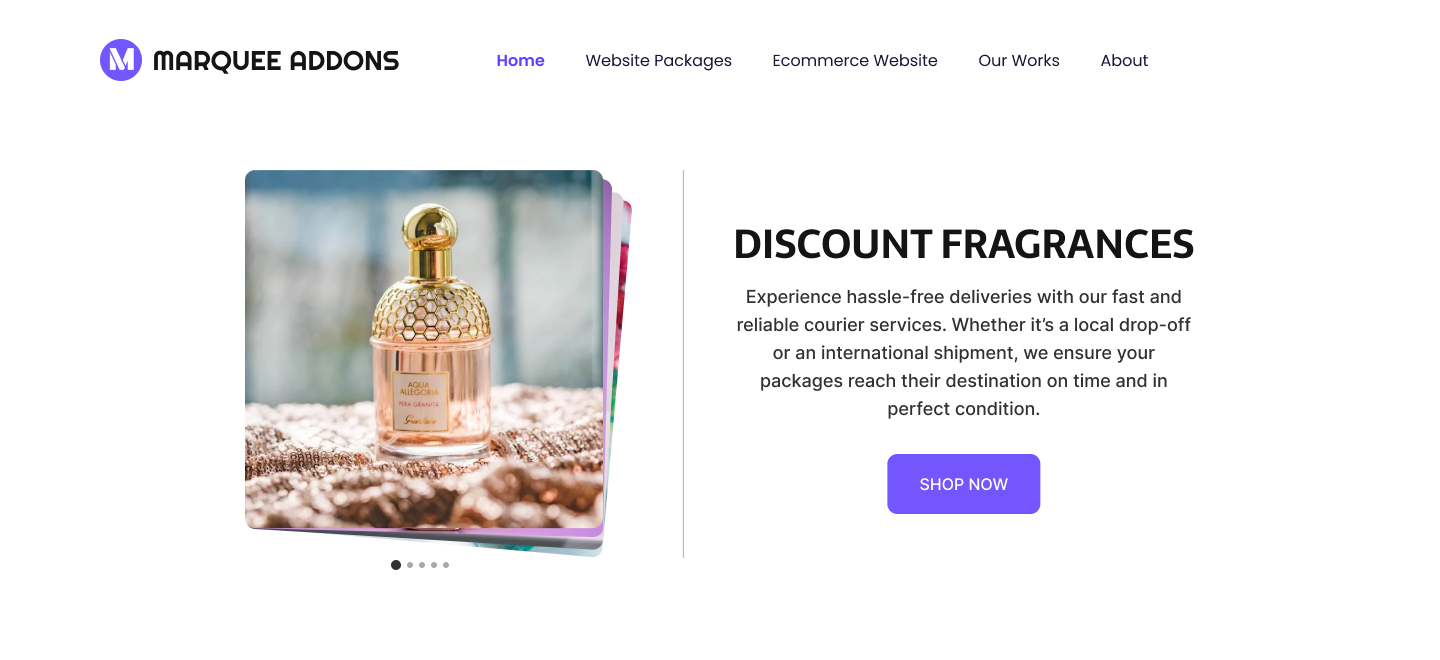 MARQUEE ADDONS
Home Website Packages Ecommerce Website Our Works About
AQUA
ALLEGORIA
PERA GRANITA
Guerlain
DISCOUNT FRAGRANCES
Experience hassle-free deliveries with our fast and
reliable courier services. Whether it’s a local drop-off
or an international shipment, we ensure your
packages reach their destination on time and in
perfect condition.
SHOP NOW